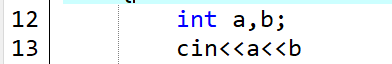 12 int a,b;
13 cin<<a<<b